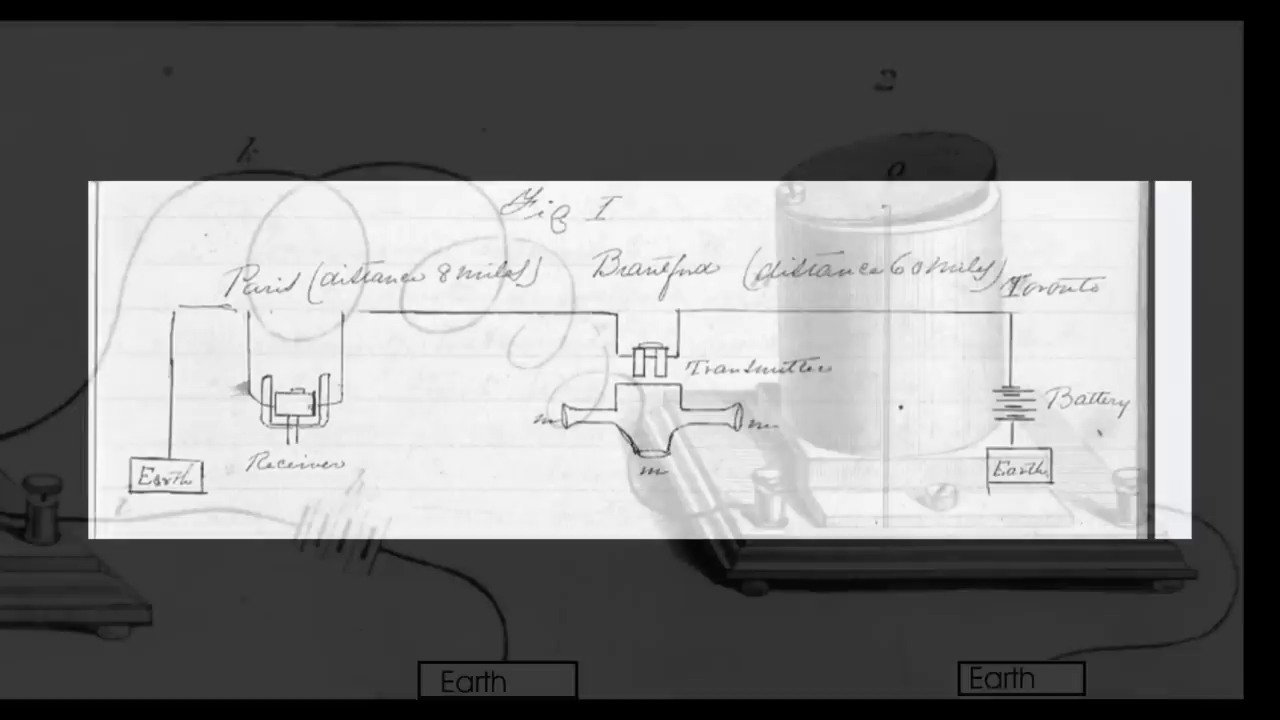 k
o
Fig I
Paris (distance 8 miles) Brantford (distance 60 miles) Toronto
Transmitter
Battery
m m
Receiver
m
Earth Earth
h
i
Earth Earth